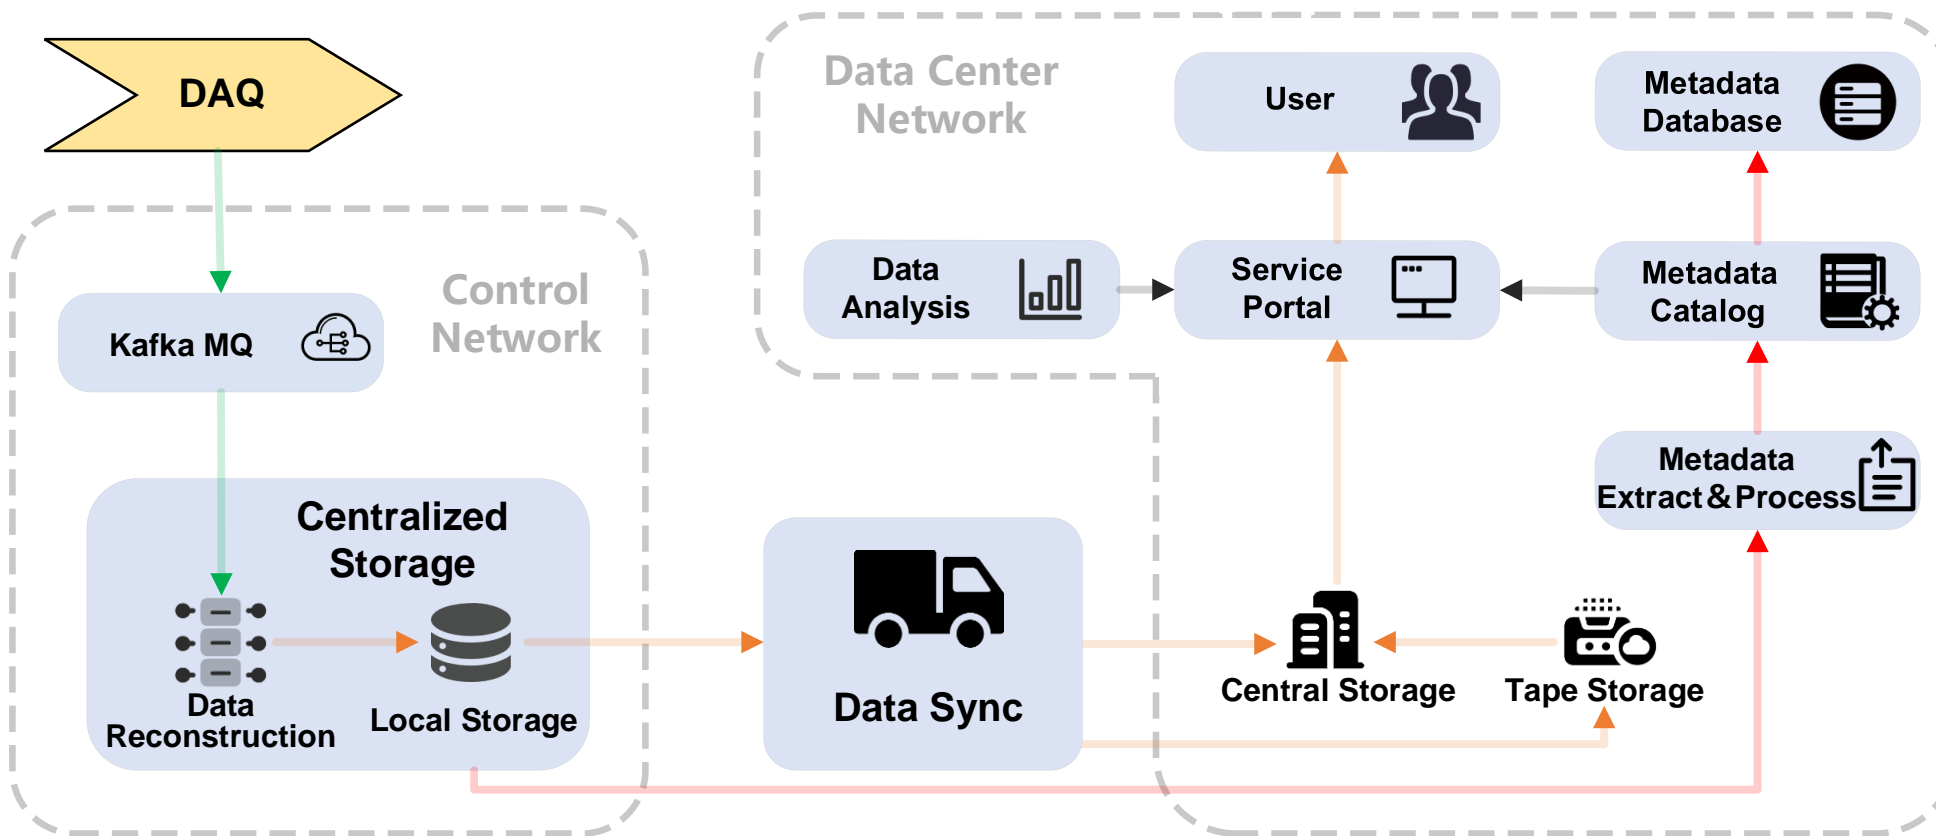 DAQ
Data Center
Network
User
Metadata
Database
Control
Network
Kafka MQ
Data
Analysis
Service
Portal
Metadata
Catalog
Metadata
Extract & Process
Centralized
Storage
Data
Reconstruction
Local Storage
Data Sync
Central Storage
Tape Storage